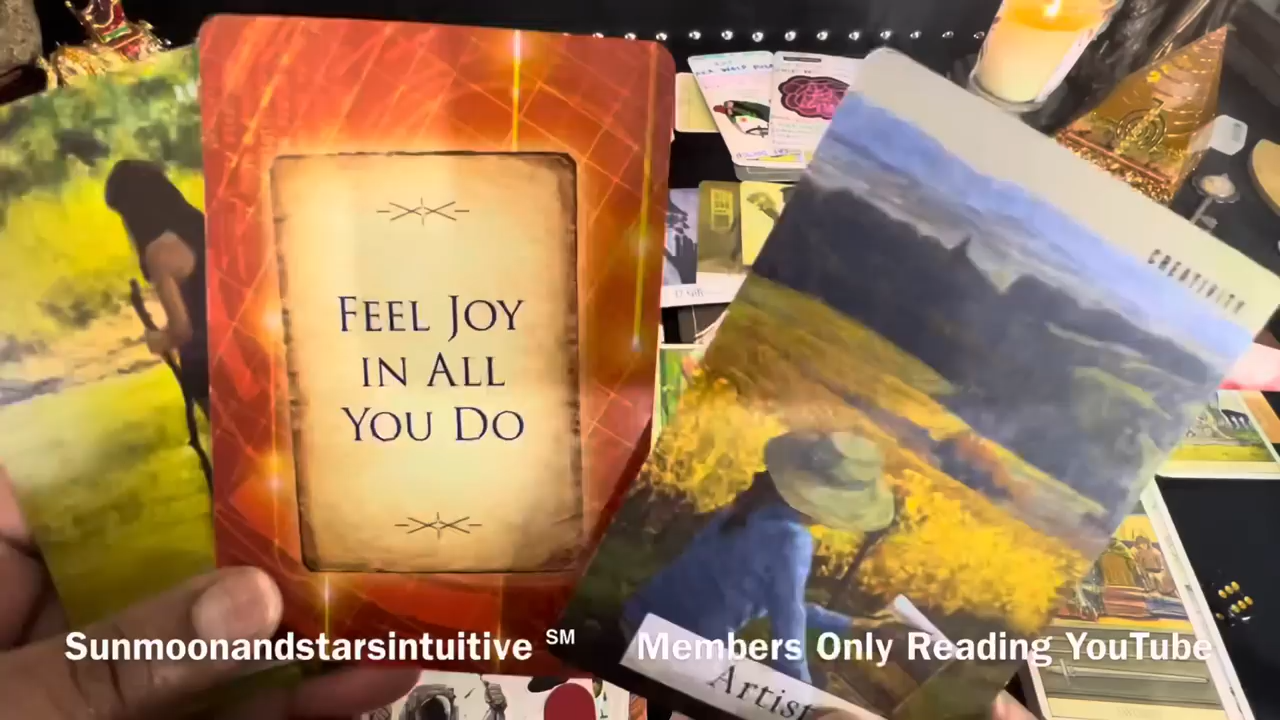 FEEL JOY
IN ALL
YOU DO
CREATIVITY
Artist
Sunmoonandstarsintuitive ℠ Members Only Reading YouTube